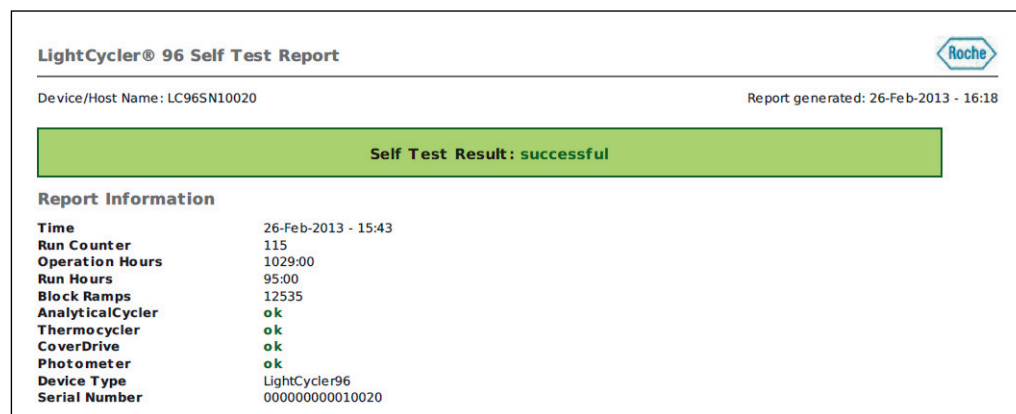 LightCycler® 96 Self Test Report
Roche
Device/Host Name: LC96SN10020 Report generated: 26-Feb-2013 - 16:18
Self Test Result: successful
Report Information
Time 26-Feb-2013 - 15:43
Run Counter 115
Operation Hours 1029:00
Run Hours 95:00
Block Ramps 12535
AnalyticalCycler ok
Thermocycler ok
CoverDrive ok
Photometer ok
Device Type LightCycler96
Serial Number 000000000010020